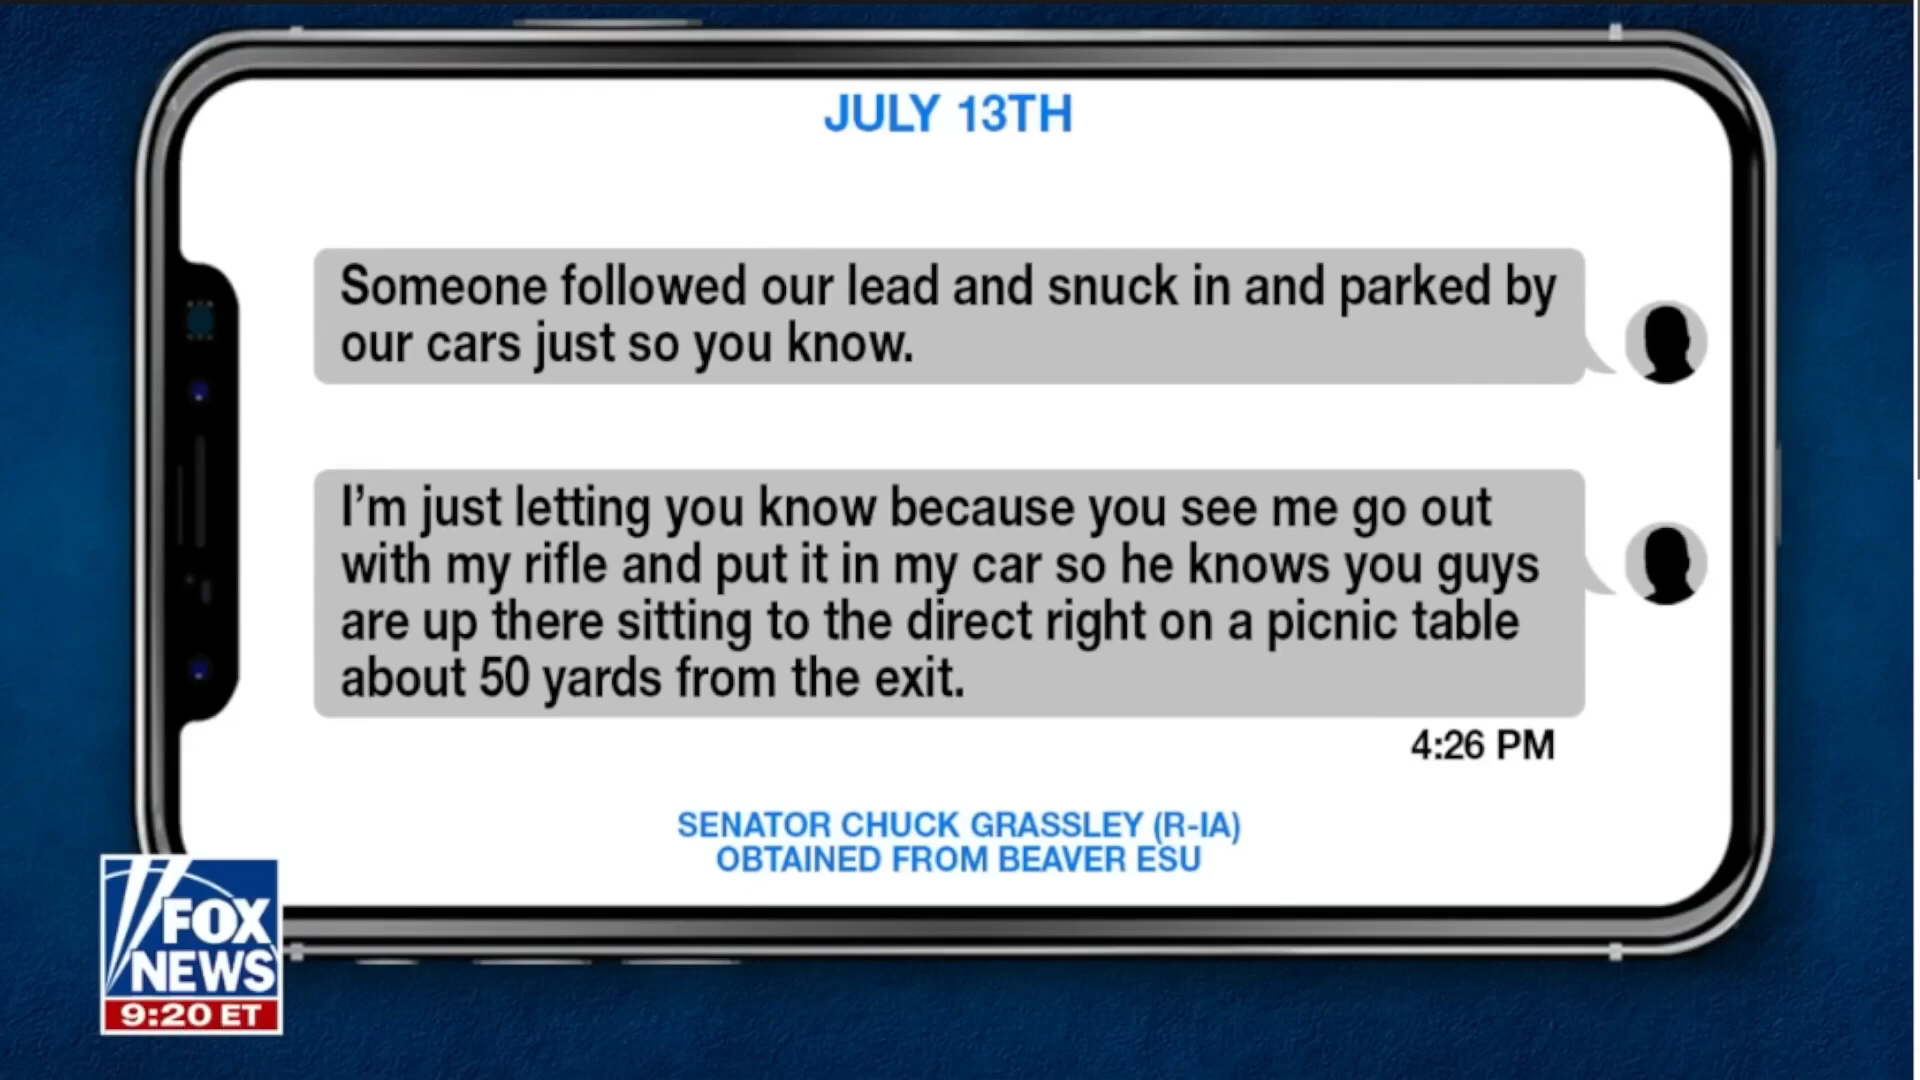 JULY 13TH
Someone followed our lead and snuck in and parked by
our cars just so you know.
I'm just letting you know because you see me go out
with my rifle and put it in my car so he knows you guys
are up there sitting to the direct right on a picnic table
about 50 yards from the exit.
4:26 PM
SENATOR CHUCK GRASSLEY (R-IA)
OBTAINED FROM BEAVER ESU
FOX
NEWS
9:20 ET